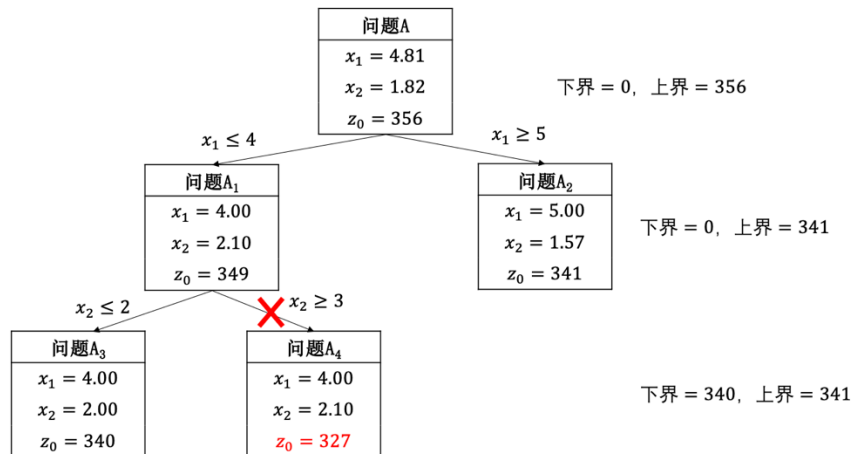 问题A
x₁ = 4.81
x₂ = 1.82
z₀ = 356
下界 = 0，上界 = 356
x₁ ≤ 4
x₁ ≥ 5
问题A₁
x₁ = 4.00
x₂ = 2.10
z₀ = 349
问题A₂
x₁ = 5.00
x₂ = 1.57
z₀ = 341
下界 = 0，上界 = 341
x₂ ≤ 2
x₂ ≥ 3
问题A₃
x₁ = 4.00
x₂ = 2.00
z₀ = 340
问题A₄
x₁ = 4.00
x₂ = 2.10
z₀ = 327
下界 = 340，上界 = 341